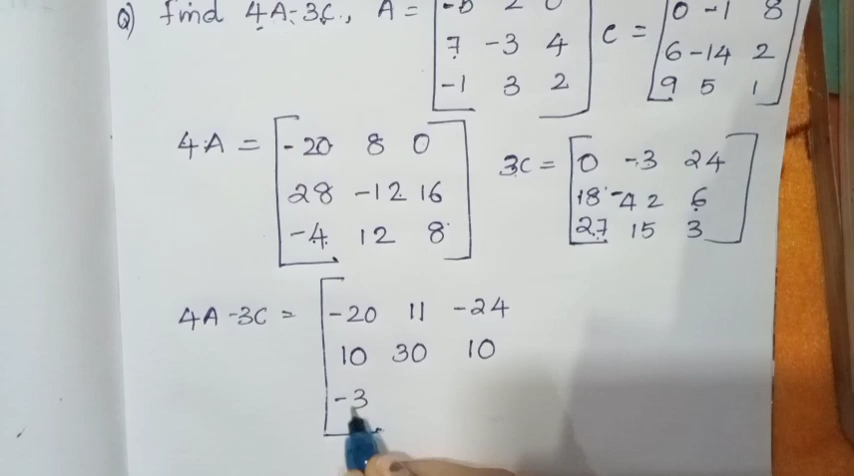 Q) Find 4A-3C., A = [-5 2 0 C = [0 -1 8
7 -3 4 6 -14 2
-1 3 2] 9 5 1]
4A = [-20 8 0 3C = [0 -3 24
28 -12 16 18 -42 6
-4 12 8] 27 15 3]
4A-3C = [-20 11 -24
10 30 10
-3